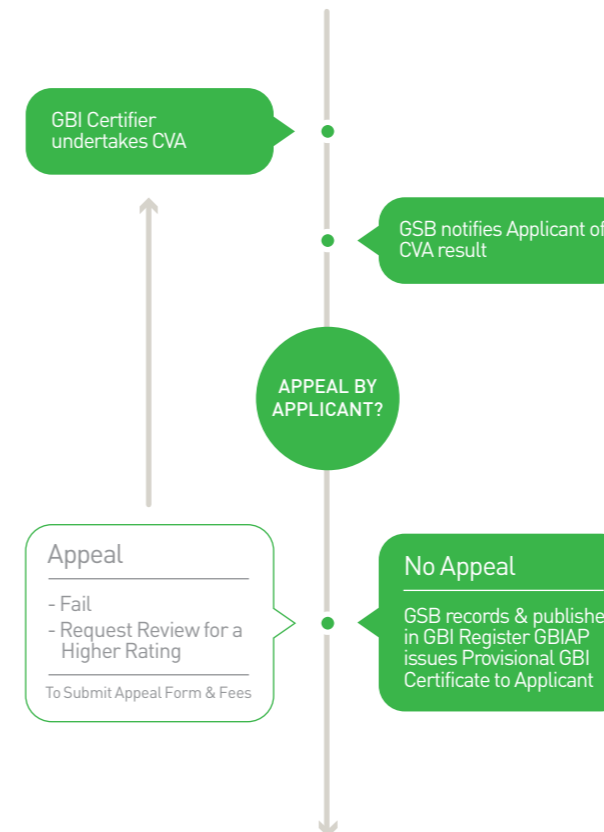 GBI Certifier
undertakes CVA
GSB notifies Applicant of
CVA result
APPEAL BY
APPLICANT?
Appeal
- Fail
- Request Review for a
Higher Rating
To Submit Appeal Form & Fees
No Appeal
GSB records & publishe
in GBI Register GBIAP
issues Provisional GBI
Certificate to Applicant